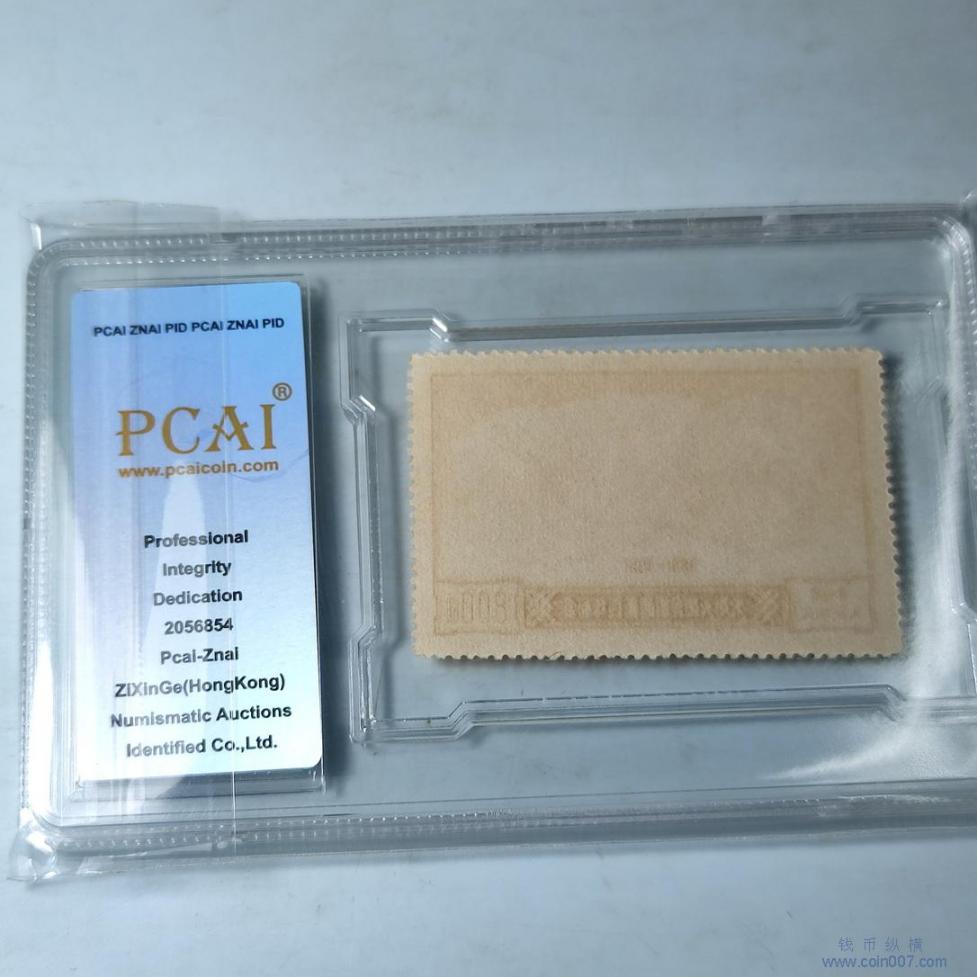 PCAI ZNAI PID PCAI ZNAI PID
PCAI®
www.pcaicoin.com
Professional
Integrity
Dedication
2056854
Pcai-Znai
ZiXinGe(HongKong)
Numismatic Auctions
Identified Co.,Ltd.
钱币纵横
www.coin007.com